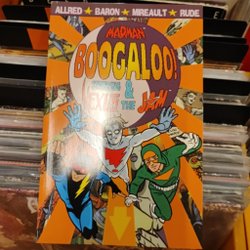 ALLRED ★ BARON ★ MIREAULT ★ RUDE
MADMAN
BOOGALOO!
NEXUS &
THE JAM